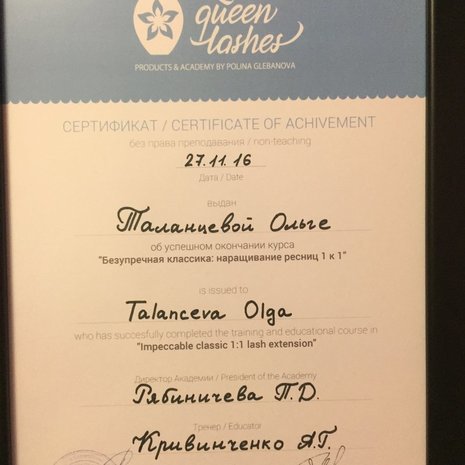 queen
lashes
PRODUCTS & ACADEMY BY POLINA GLEBANOVA
СЕРТИФИКАТ / CERTIFICATE OF ACHIVEMENT
без права преподавания / non-teaching
27.11.16
Дата / Date
выдан
Таланцевой Ольге
об успешном окончании курса
"Безупречная классика: наращивание ресниц 1 к 1"
is issued to
Talanceva Olga
who has succesfully completed the training and educational course in
"Impeccable classic 1:1 lash extension"
Директор Академии / President of the Academy
Рябиничева П.Д.
Тренер / Educator
Кривинченко А.Г.